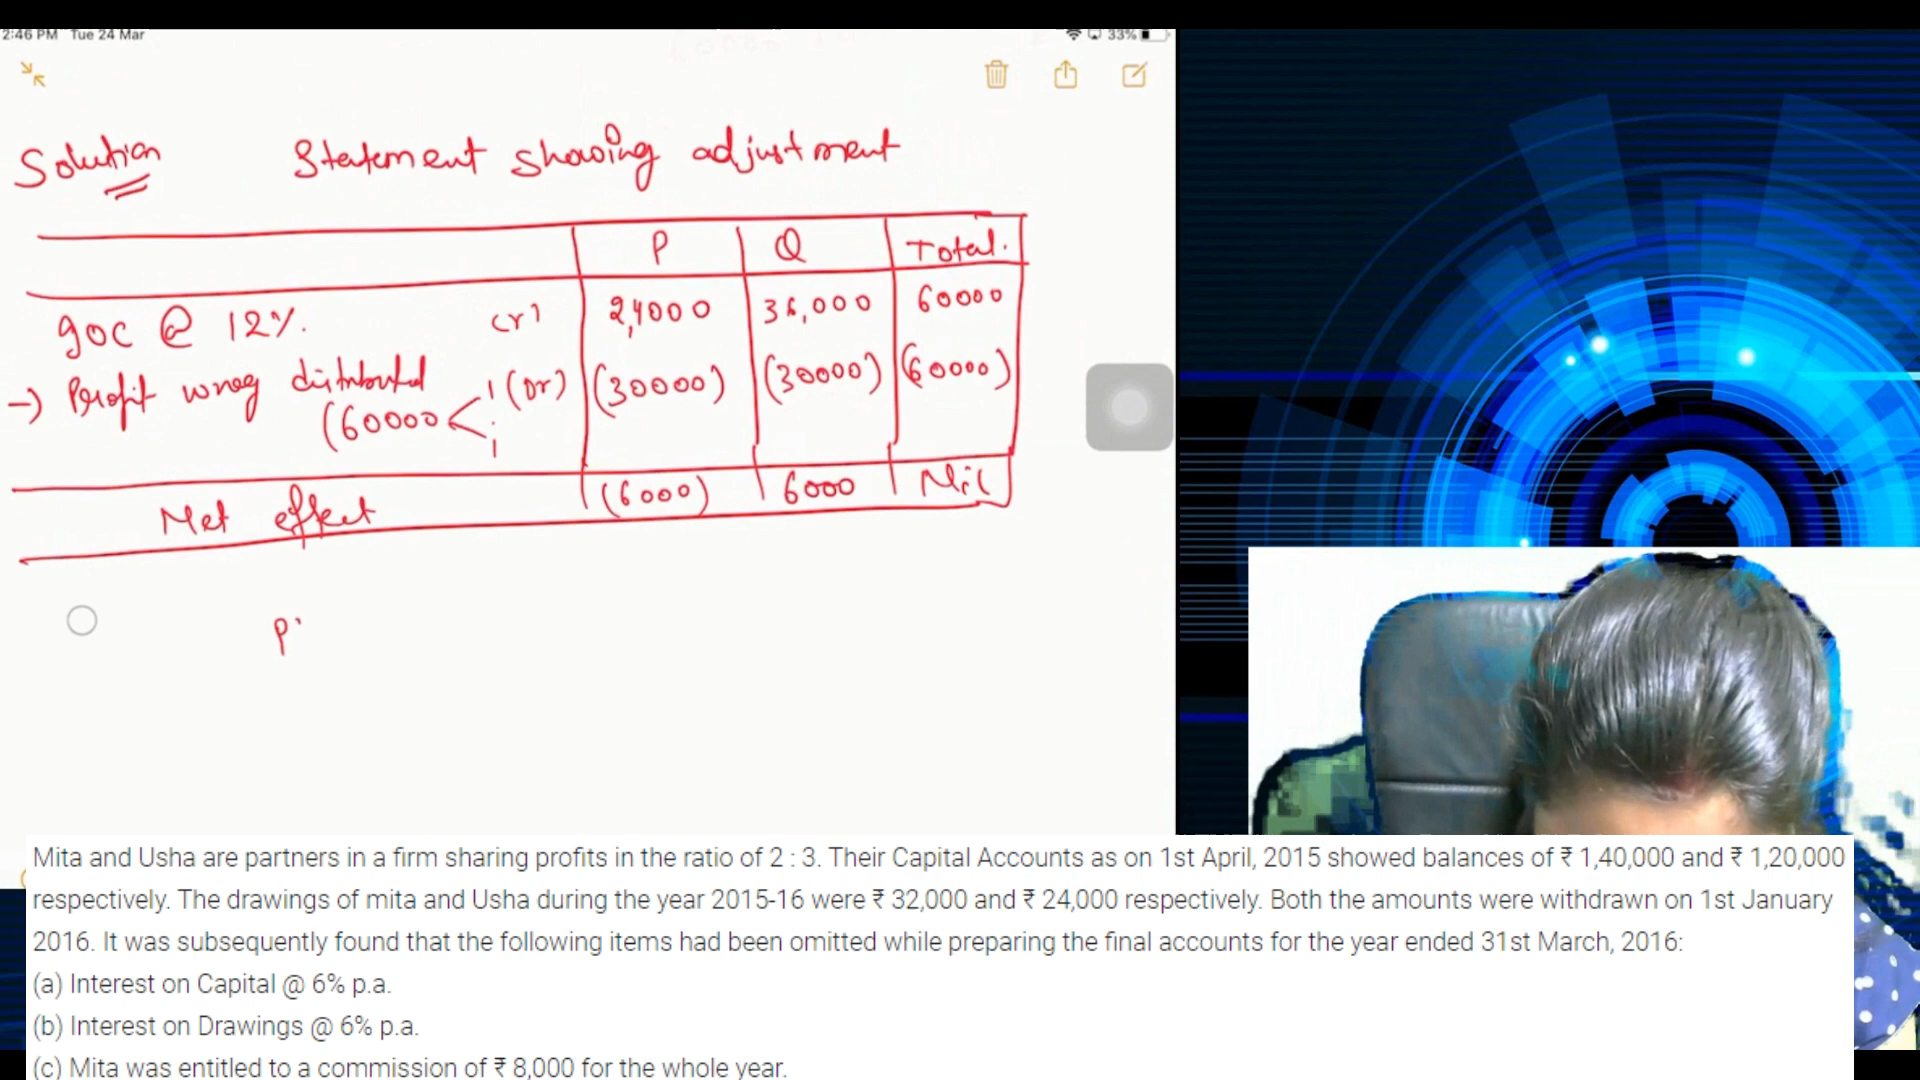 2:46 PM Tue 24 Mar 33%
Solution Statement showing adjustment
P Q Total.
IOC @ 12%. (r) 24000 36,000 60000
→ Profit wrong distributed (Dr) (30000) (30000) (60000)
(60000 < 1 : 1
Net effect (6000) 6000 Nil
P
Mita and Usha are partners in a firm sharing profits in the ratio of 2 : 3. Their Capital Accounts as on 1st April, 2015 showed balances of ₹ 1,40,000 and ₹ 1,20,000
respectively. The drawings of mita and Usha during the year 2015-16 were ₹ 32,000 and ₹ 24,000 respectively. Both the amounts were withdrawn on 1st January
2016. It was subsequently found that the following items had been omitted while preparing the final accounts for the year ended 31st March, 2016:
(a) Interest on Capital @ 6% p.a.
(b) Interest on Drawings @ 6% p.a.
(c) Mita was entitled to a commission of ₹ 8,000 for the whole year.